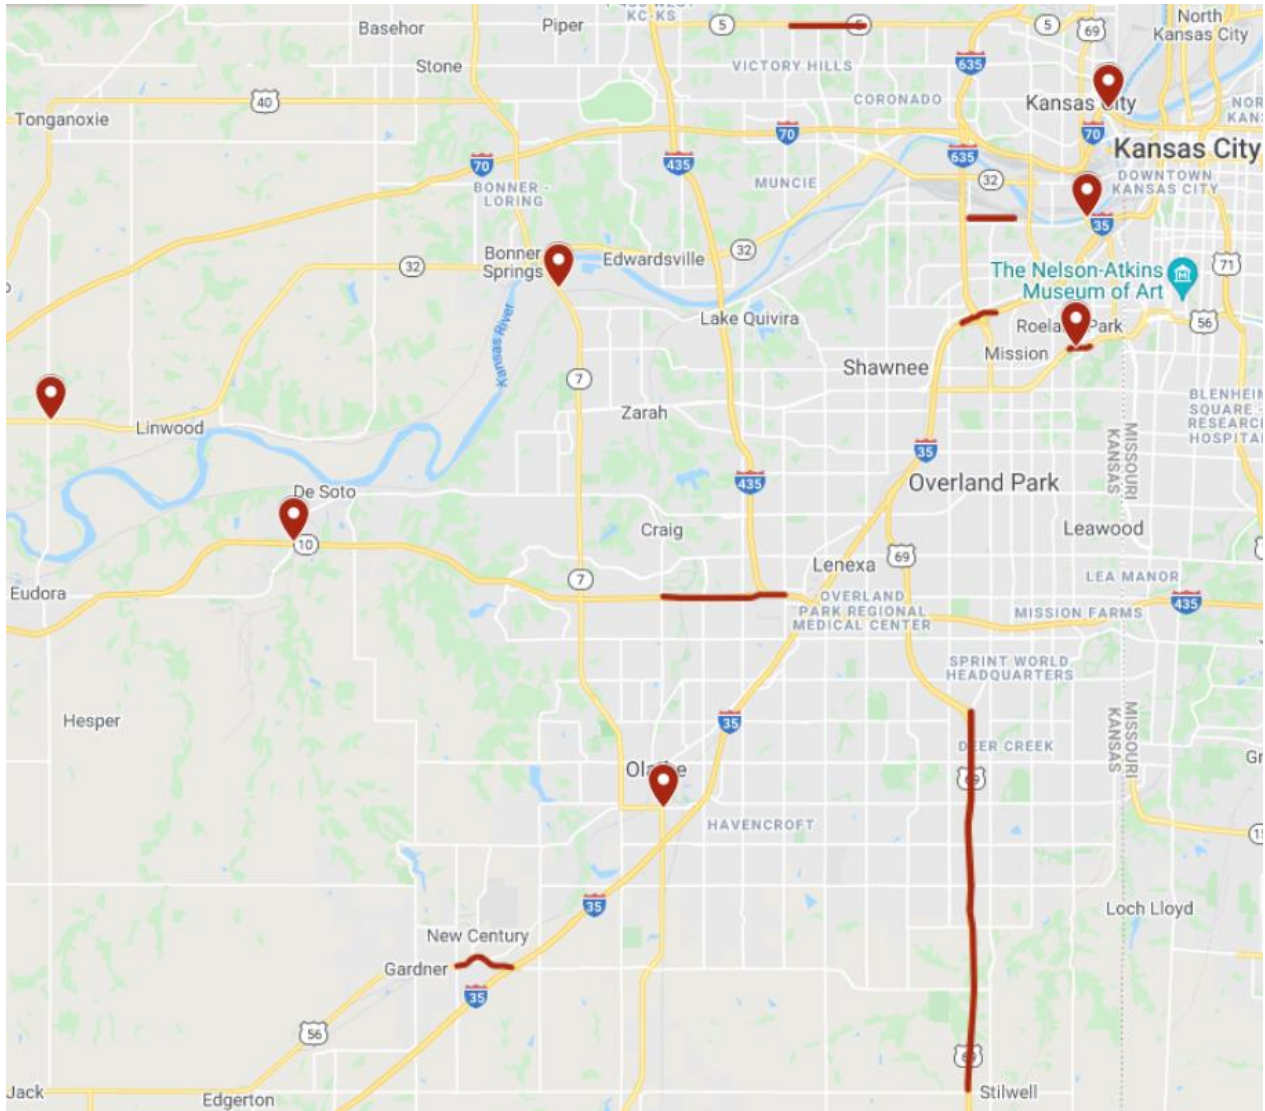 I-435 WEST
KC-KS
North
Kansas City
Basehor
Piper
5
5
5
69
Stone
VICTORY HILLS
635
40
CORONADO
Kansas City
Tonganoxie
70
70
Kansas City
635
435
70
BONNER -
LORING
MUNCIE
32
DOWNTOWN
KANSAS CITY
35
Bonner
Springs
Edwardsville
32
32
71
The Nelson-Atkins
Museum of Art
Kansas River
Lake Quivira
Roeland Park
56
Mission
Shawnee
7
Zarah
Linwood
MISSOURI
KANSAS
35
435
Overland Park
De Soto
Craig
Leawood
10
69
Lenexa
7
Eudora
LEA MANOR
OVERLAND
PARK REGIONAL
MEDICAL CENTER
MISSION FARMS
435
SPRINT WORLD
HEADQUARTERS
Hesper
35
MISSOURI
KANSAS
DEER CREEK
Olathe
69
HAVENCROFT
35
Loch Lloyd
New Century
Gardner
35
56
69
Jack
Edgerton
Stilwell